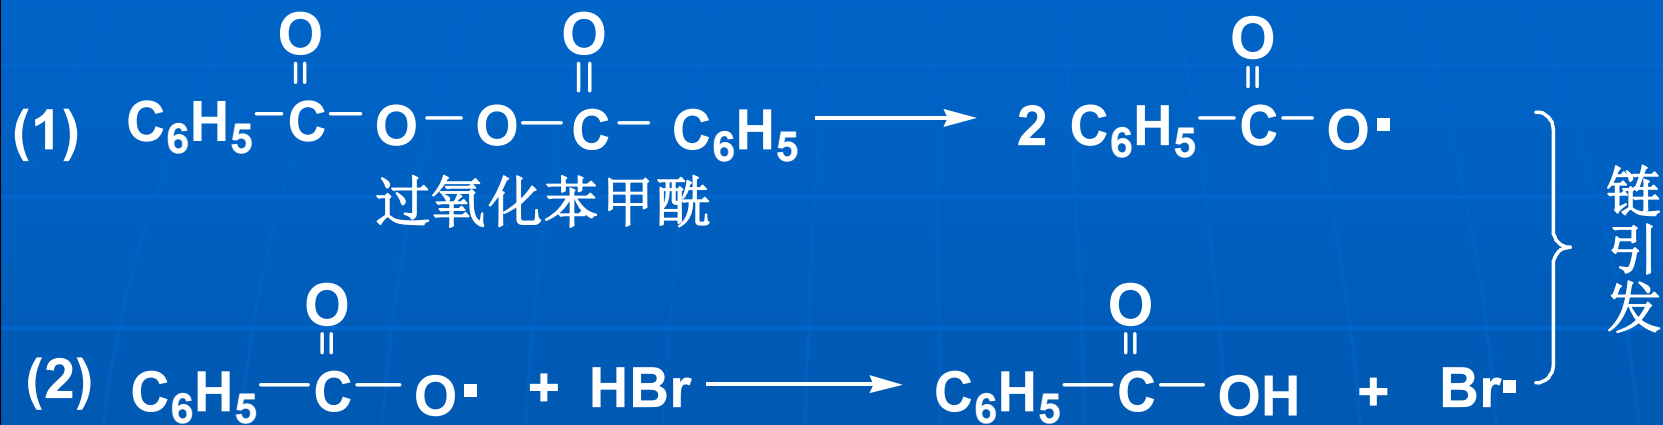 O O O
(1) C6H5-C-O-O-C-C6H5 ⟶ 2 C6H5-C-O·
过氧化苯甲酰
链引发
O O
(2) C6H5-C-O· + HBr ⟶ C6H5-C-OH + Br·